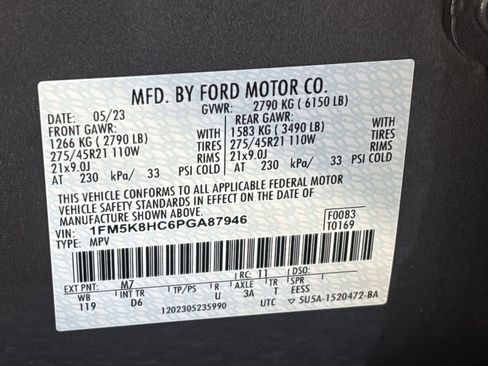 MFD. BY FORD MOTOR CO.
DATE: 05/23 GVWR: 2790 KG ( 6150 LB)
FRONT GAWR: REAR GAWR:
1266 KG ( 2790 LB) WITH 1583 KG ( 3490 LB) WITH
275/45R21 110W TIRES 275/45R21 110W TIRES
21x9.0J RIMS 21x9.0J RIMS
AT 230 kPa/ 33 PSI COLD AT 230 kPa/ 33 PSI COLD
THIS VEHICLE CONFORMS TO ALL APPLICABLE FEDERAL MOTOR
VEHICLE SAFETY AND THEFT PREVENTION STANDARDS IN
EFFECT ON THE DATE OF MANUFACTURE SHOWN ABOVE.
VIN: 1FM5K8HC6PGA87946 F0083
TYPE: MPV T0169
EXT PNT: M7 RC: 11 DSO:
WB INT TR TP/PS R AXLE TR SPR
119 D6 U 3A T EESS
1202305235990 UTC 5U5A-1520472-BA